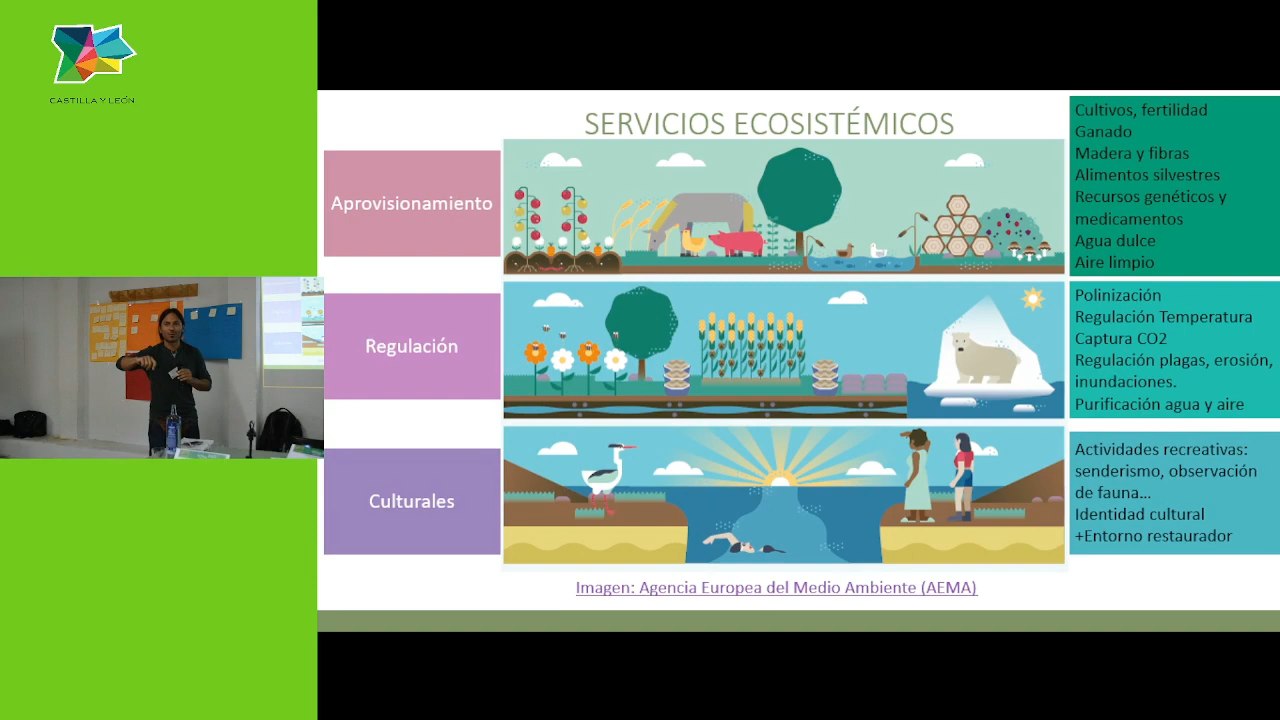 CASTILLA Y LEÓN
SERVICIOS ECOSISTÉMICOS
Aprovisionamiento
Cultivos, fertilidad
Ganado
Madera y fibras
Alimentos silvestres
Recursos genéticos y
medicamentos
Agua dulce
Aire limpio
Regulación
Polinización
Regulación Temperatura
Captura CO2
Regulación plagas, erosión,
inundaciones.
Purificación agua y aire
Culturales
Actividades recreativas:
senderismo, observación
de fauna…
Identidad cultural
+Entorno restaurador
Imagen: Agencia Europea del Medio Ambiente (AEMA)